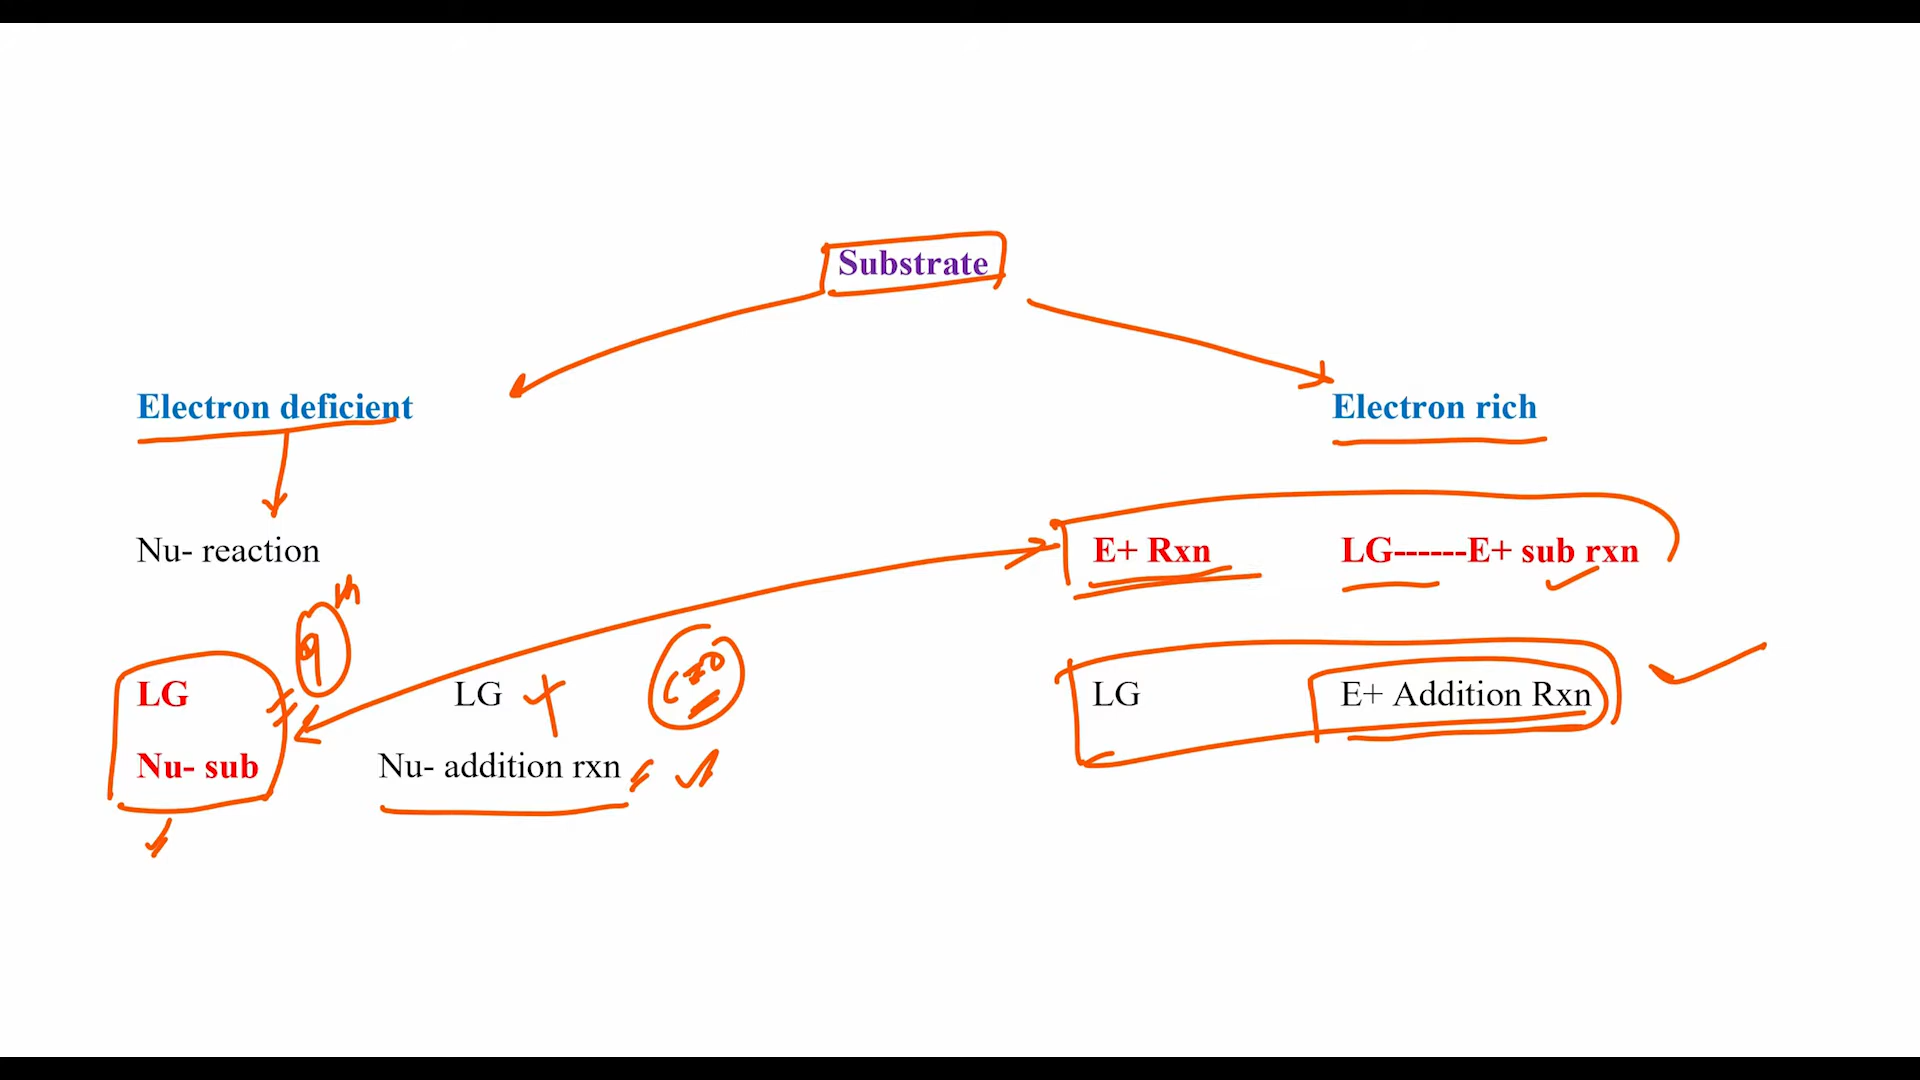 Substrate
Electron deficient Electron rich
Nu- reaction E+ Rxn LG------E+ sub rxn
LG LG LG E+ Addition Rxn
Nu- sub Nu- addition rxn